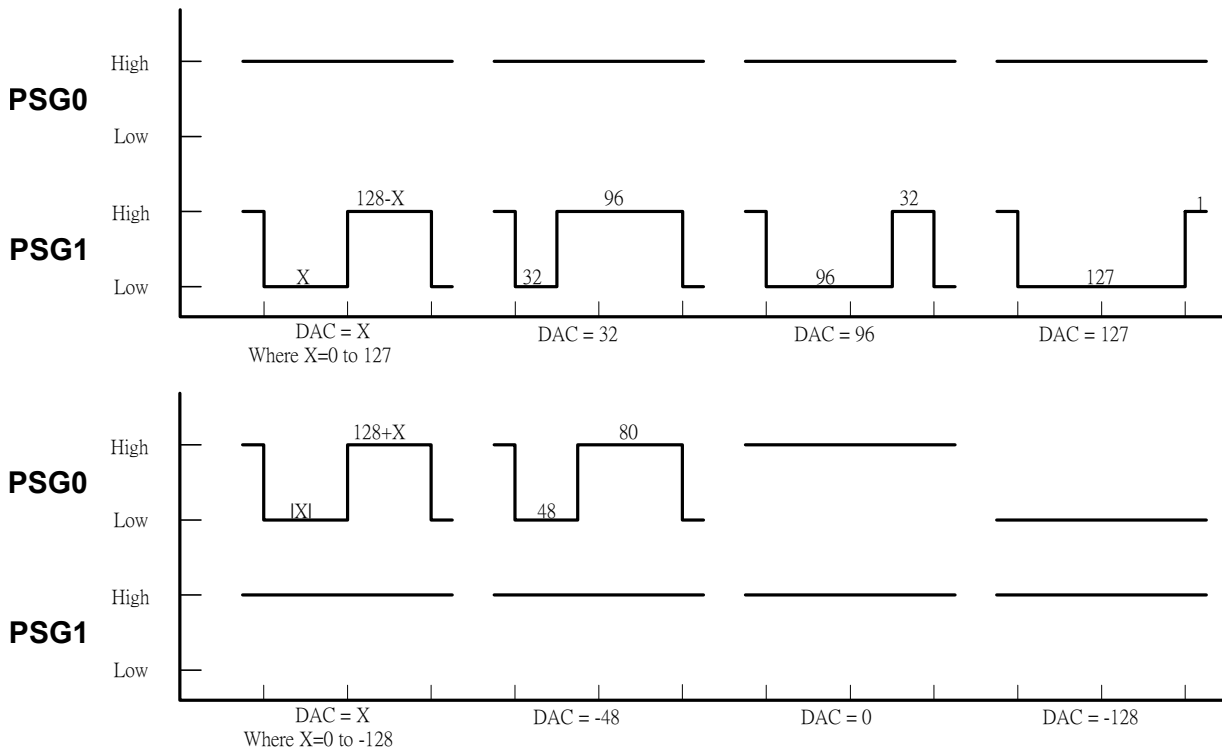 High
PSG0
Low
128-X
96
32
1
High
PSG1
X
32
96
127
Low
DAC = X
DAC = 32
DAC = 96
DAC = 127
Where X=0 to 127
128+X
80
High
PSG0
|X|
48
Low
High
PSG1
Low
DAC = X
DAC = -48
DAC = 0
DAC = -128
Where X=0 to -128